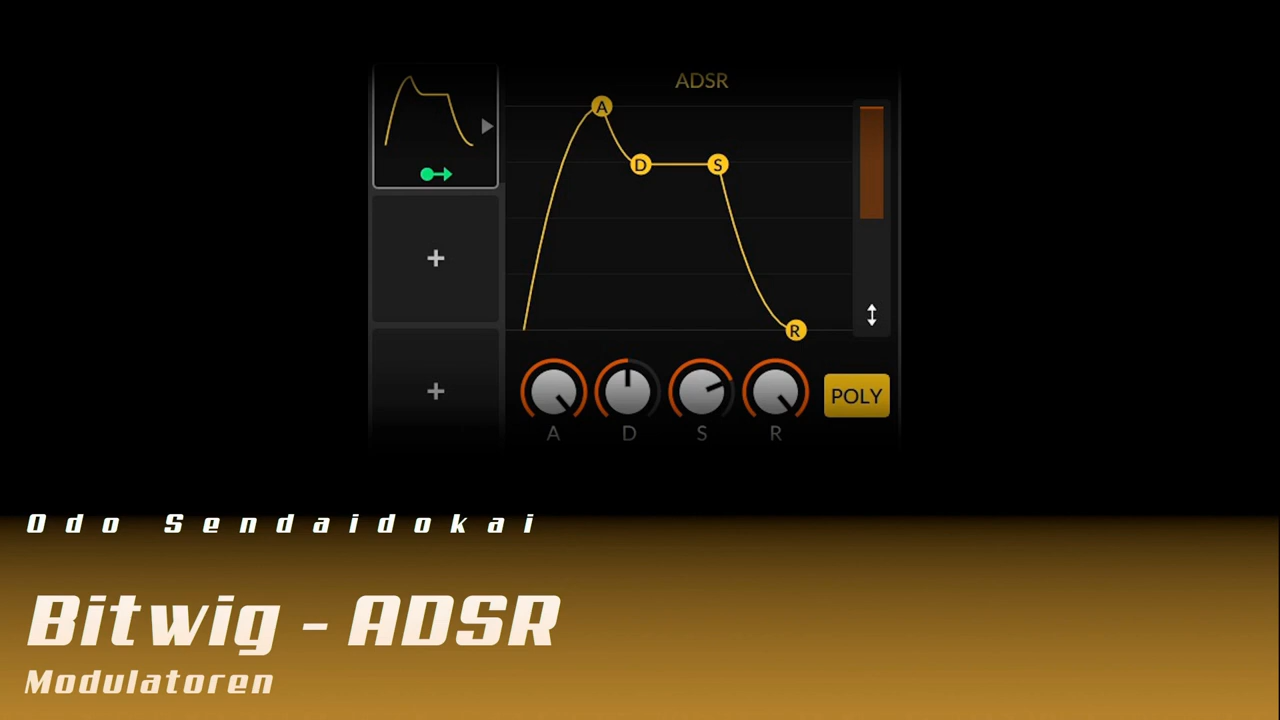 ADSR
A
D S
R
+
+
A D S R
POLY
Odo Sendaidokai
Bitwig - ADSR
Modulatoren